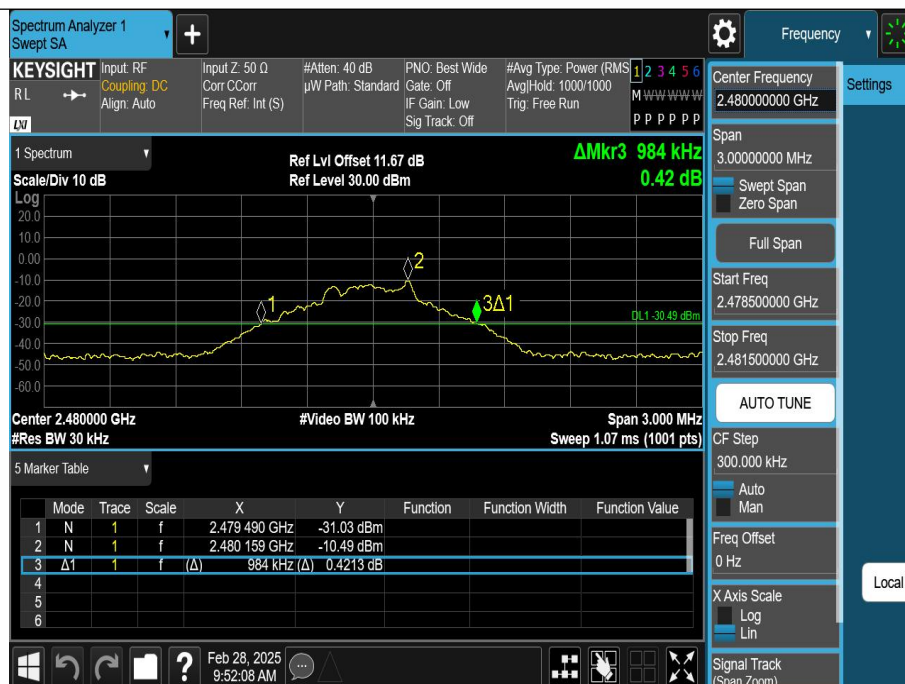 Spectrum Analyzer 1
Swept SA
Frequency
KEYSIGHT
RL
LXI
Input: RF
Coupling: DC
Align: Auto
Input Z: 50 Ω
Corr CCorr
Freq Ref: Int (S)
#Atten: 40 dB
µW Path: Standard
PNO: Best Wide
Gate: Off
IF Gain: Low
Sig Track: Off
#Avg Type: Power (RMS
Avg|Hold: 1000/1000
Trig: Free Run
1 2 3 4 5 6
M W W W W W
P P P P P P
1 Spectrum
Scale/Div 10 dB
Ref Lvl Offset 11.67 dB
Ref Level 30.00 dBm
ΔMkr3 984 kHz
0.42 dB
Log
20.0
10.0
0.00
-10.0
-20.0
-30.0
-40.0
-50.0
-60.0
1
2
3Δ1
DL1 -30.49 dBm
Center 2.480000 GHz
#Res BW 30 kHz
#Video BW 100 kHz
Span 3.000 MHz
Sweep 1.07 ms (1001 pts)
5 Marker Table
Mode Trace Scale X Y Function Function Width Function Value
1 N 1 f 2.479 490 GHz -31.03 dBm
2 N 1 f 2.480 159 GHz -10.49 dBm
3 Δ1 1 f (Δ) 984 kHz (Δ) 0.4213 dB
4
5
6
?
Feb 28, 2025
9:52:08 AM
Center Frequency
2.480000000 GHz
Span
3.00000000 MHz
Swept Span
Zero Span
Full Span
Start Freq
2.478500000 GHz
Stop Freq
2.481500000 GHz
AUTO TUNE
CF Step
300.000 kHz
Auto
Man
Freq Offset
0 Hz
X Axis Scale
Log
Lin
Signal Track
(Span Zoom)
Settings
Local